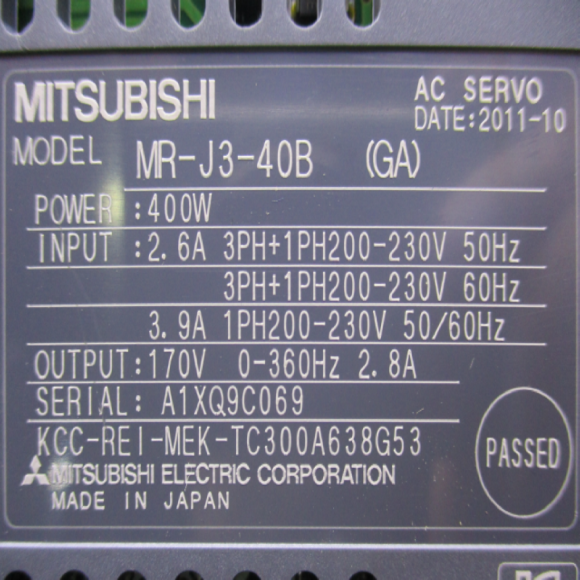 MITSUBISHI
AC SERVO
DATE:2011-10
MODEL MR-J3-40B (GA)
POWER :400W
INPUT :2.6A 3PH+1PH200-230V 50Hz
3PH+1PH200-230V 60Hz
3.9A 1PH200-230V 50/60Hz
OUTPUT:170V 0-360Hz 2.8A
SERIAL: A1XQ9C069
KCC-REI-MEK-TC300A638G53
PASSED
MITSUBISHI ELECTRIC CORPORATION
MADE IN JAPAN